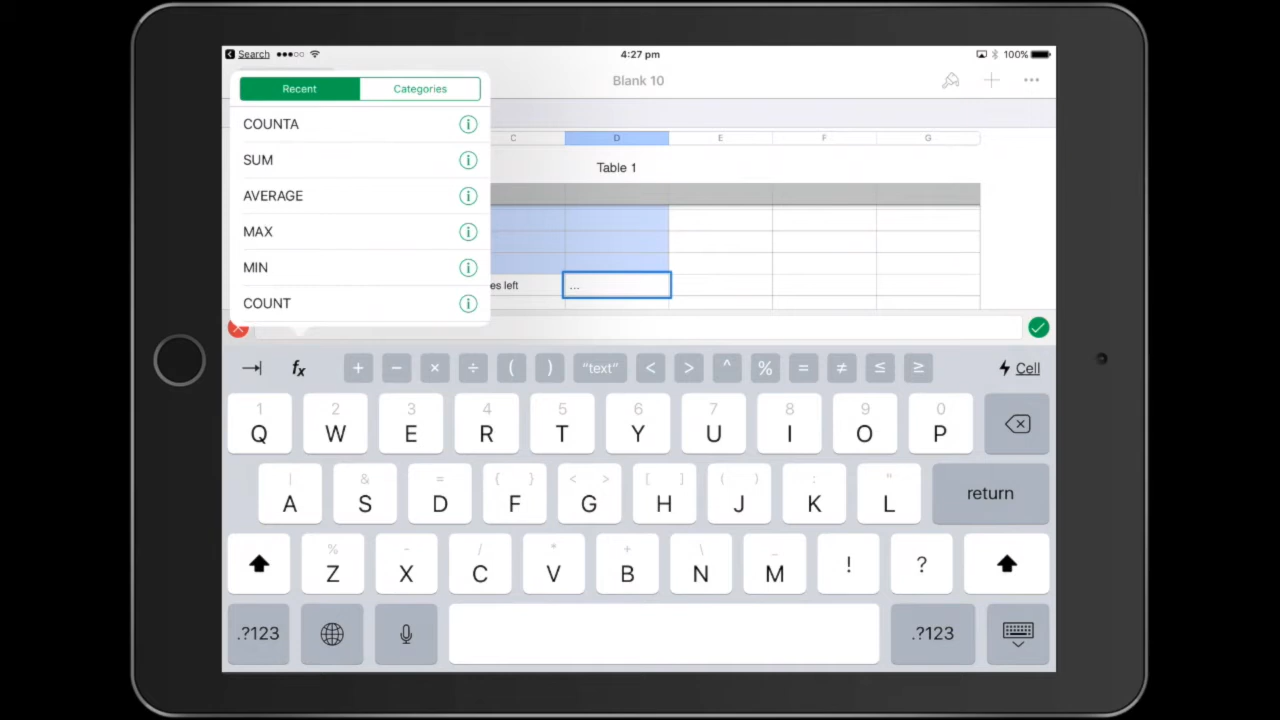 Search 4:27 pm 100%
Recent Categories
Blank 10
COUNTA
SUM
AVERAGE
MAX
MIN
COUNT
C D E F G
Table 1
es left ...
+ − × ÷ ( ) "text" < > ^ % = ≠ ≤ ≥ Cell
fx
1 2 3 4 5 6 7 8 9 0
Q W E R T Y U I O P
| & = { } < > [ ] ( ) : "
A S D F G H J K L return
% - / * + \ _
Z X C V B N M ! ?
.?123 .?123